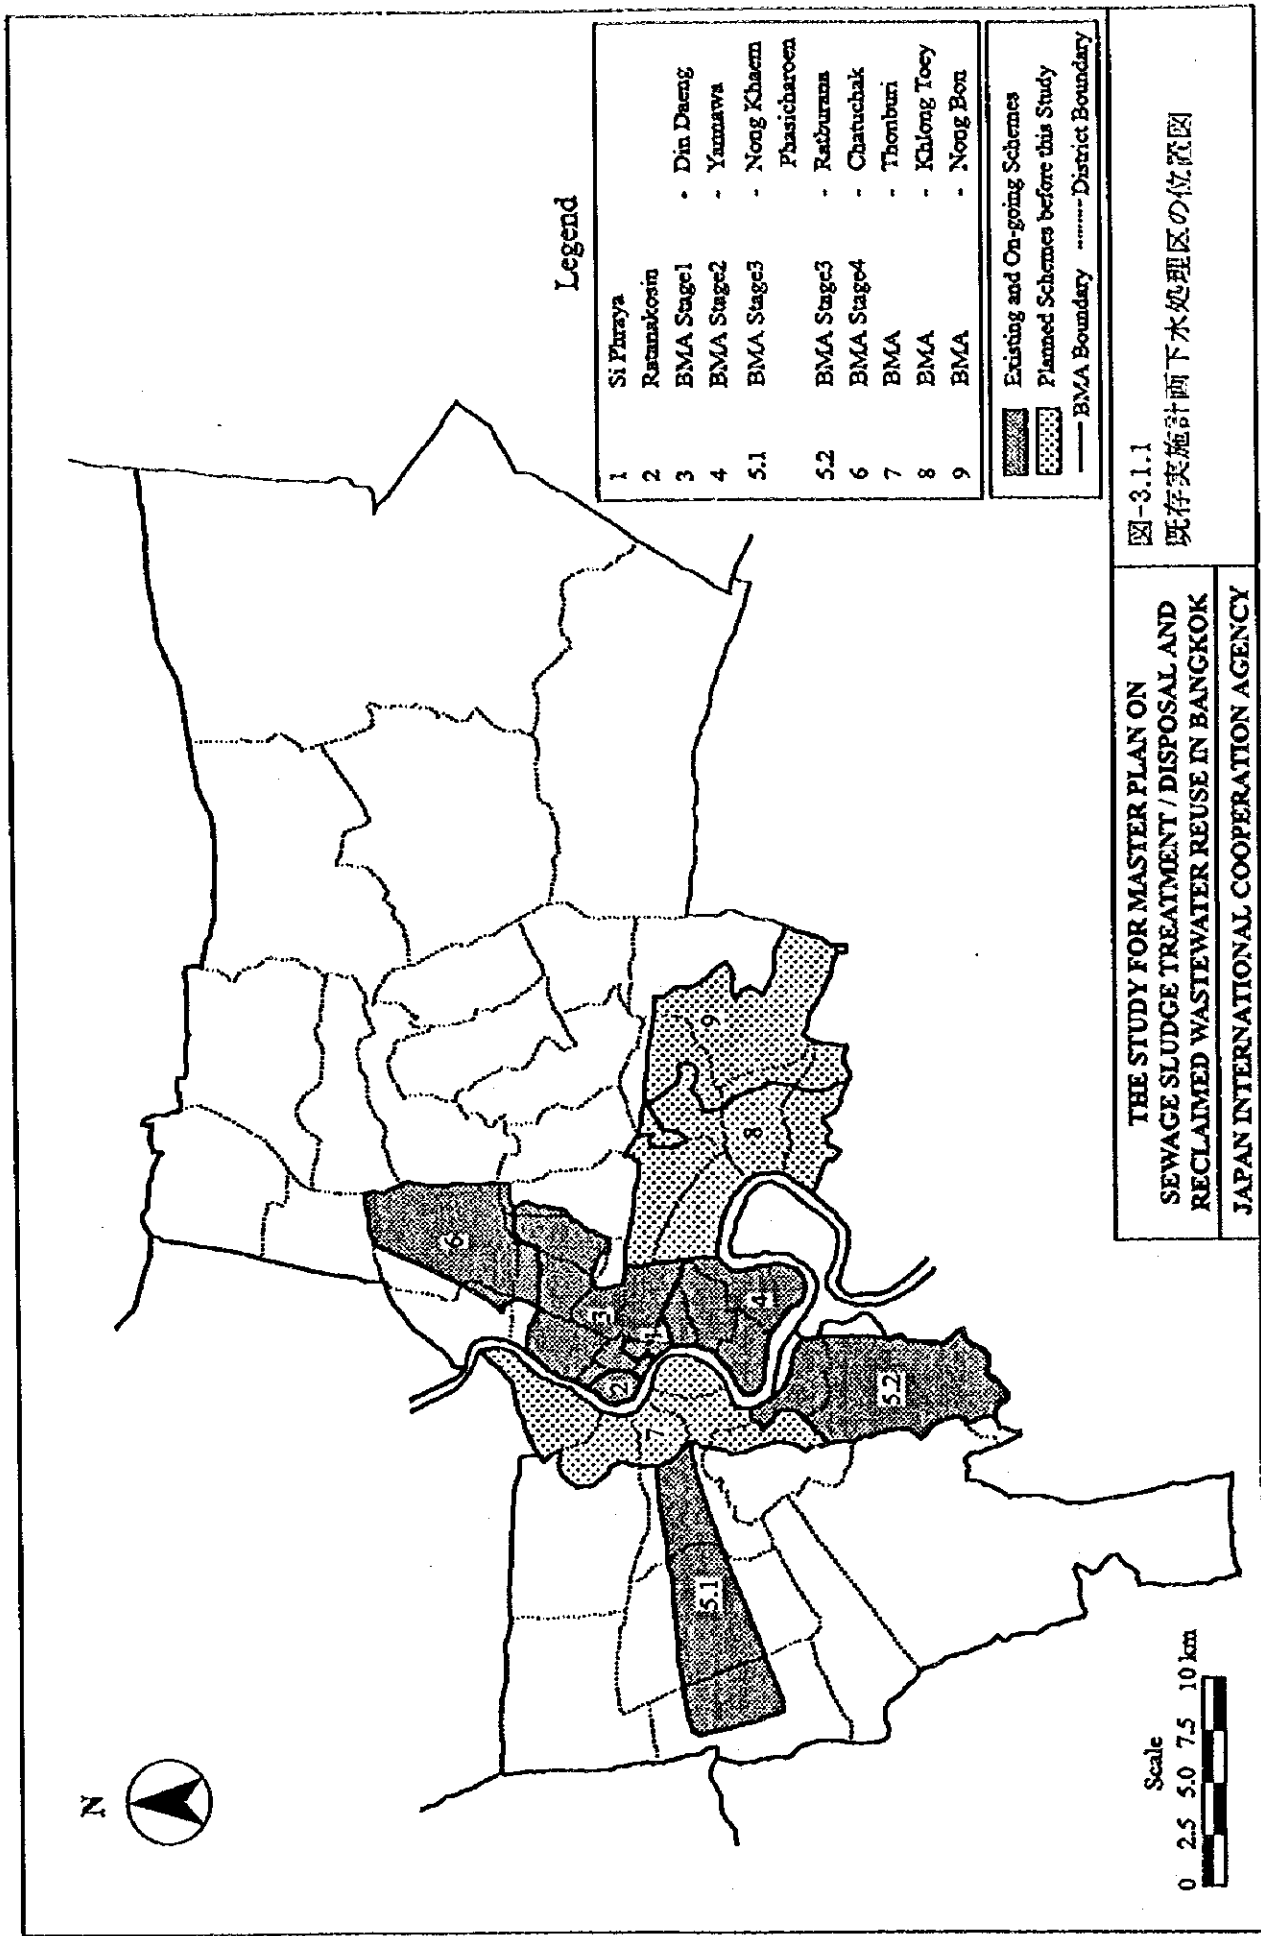 N
6
3
1
2
4
9
8
7
5.1
5.2
Scale
0 2.5 5.0 7.5 10 km
Legend
1 Si Phraya
2 Ratanakosin
3 BMA Stage1 - Din Daeng
4 BMA Stage2 - Yannawa
5.1 BMA Stage3 - Nong Khaem
Phasicharoen
5.2 BMA Stage3 - Ratburana
6 BMA Stage4 - Chatuchak
7 BMA - Thonburi
8 BMA - Khlong Toey
9 BMA - Nong Bon
Existing and On-going Schemes
Planned Schemes before this Study
BMA Boundary District Boundary
THE STUDY FOR MASTER PLAN ON
SEWAGE SLUDGE TREATMENT / DISPOSAL AND
RECLAIMED WASTEWATER REUSE IN BANGKOK
JAPAN INTERNATIONAL COOPERATION AGENCY
図-3.1.1
既存実施計画下水処理区の位置図